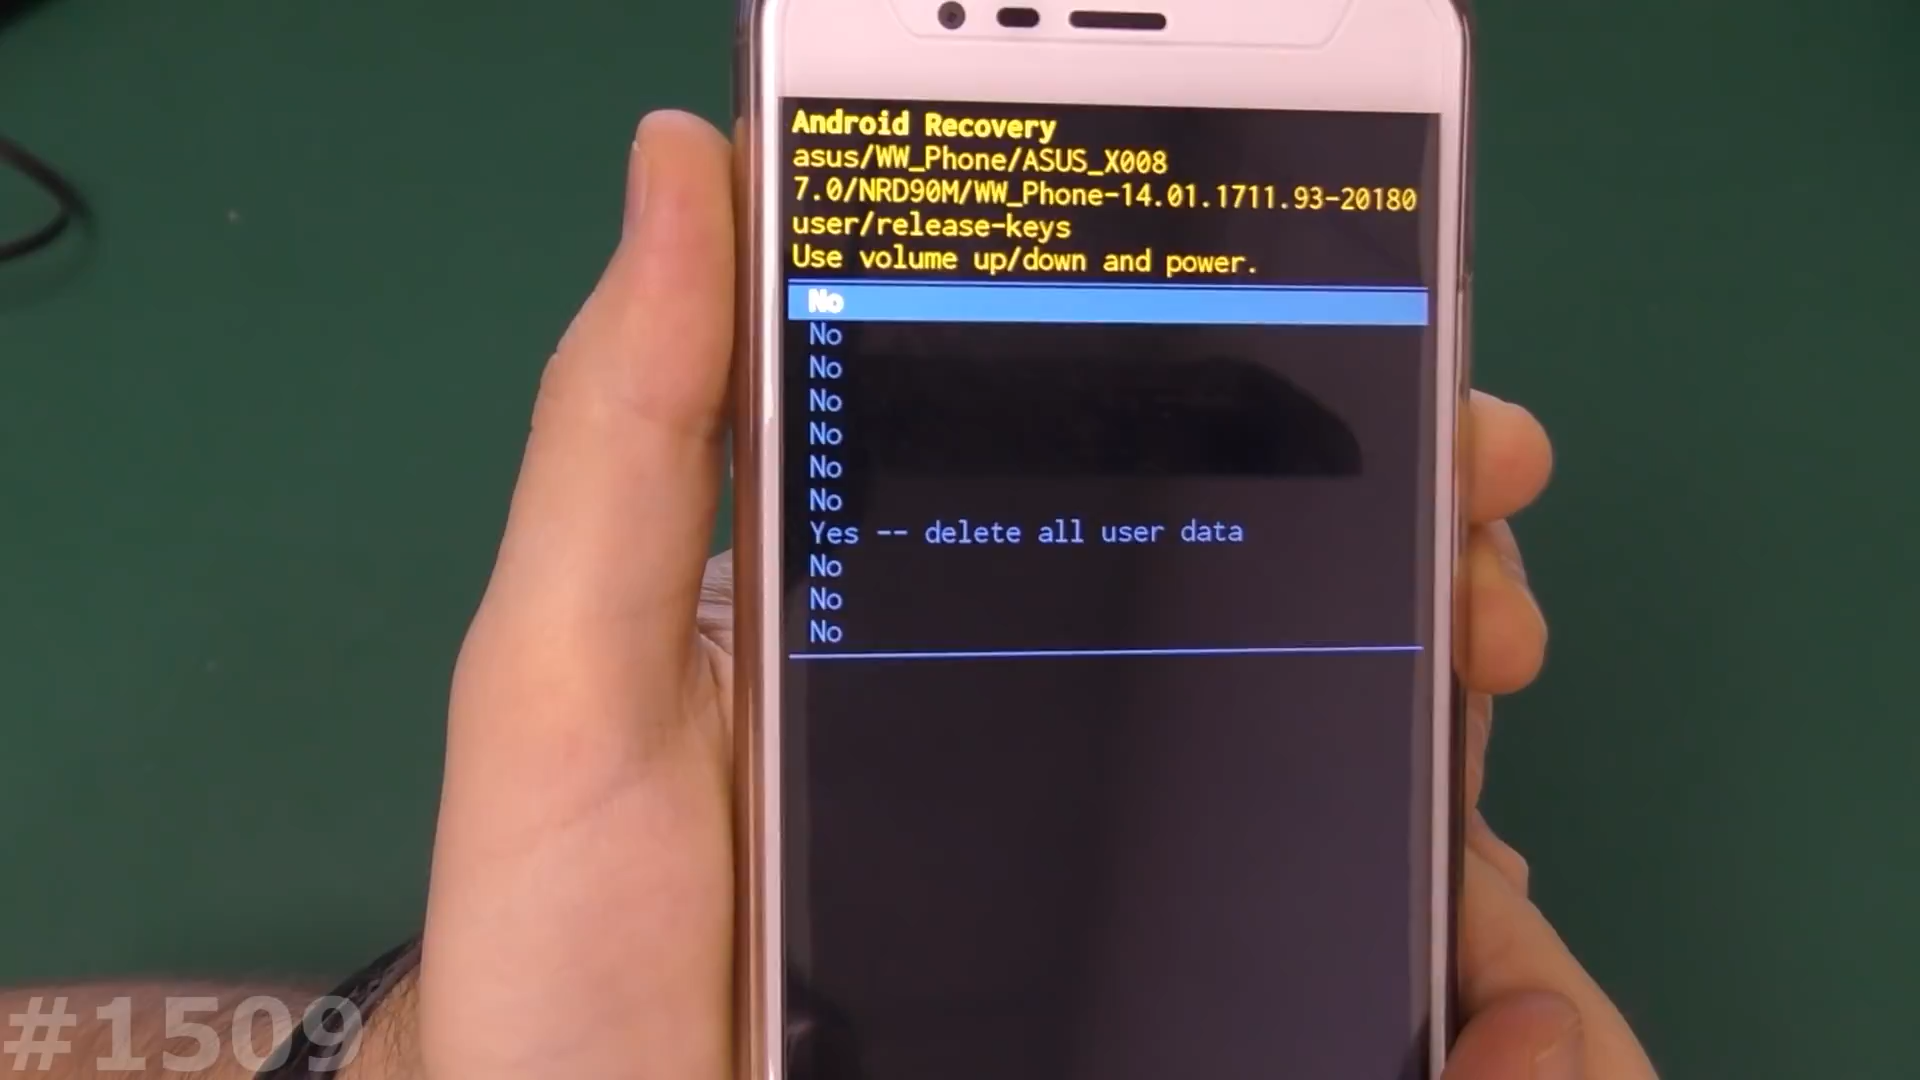 Android Recovery
asus/WW_Phone/ASUS_X008
7.0/NRD90M/WW_Phone-14.01.1711.93-20180
user/release-keys
Use volume up/down and power.
No
No
No
No
No
No
No
Yes -- delete all user data
No
No
No
#1509